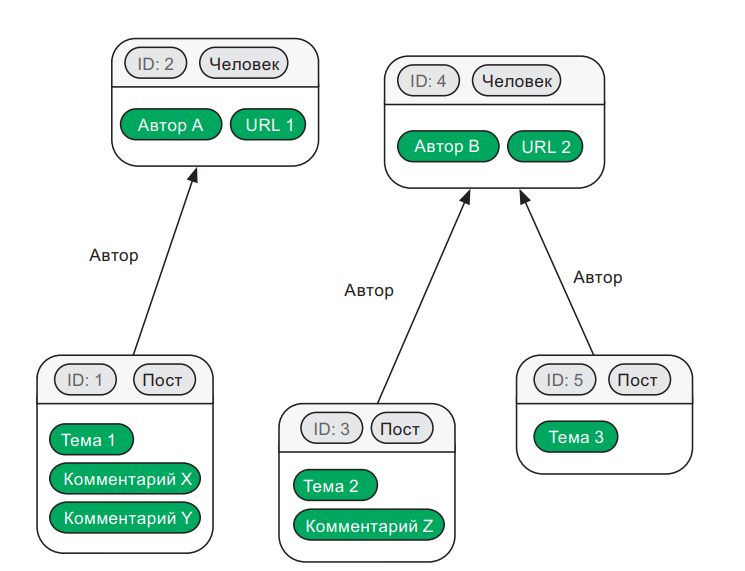 ID: 2 Человек
Автор A URL 1
ID: 4 Человек
Автор B URL 2
Автор
Автор
Автор
ID: 1 Пост
Тема 1
Комментарий X
Комментарий Y
ID: 3 Пост
Тема 2
Комментарий Z
ID: 5 Пост
Тема 3